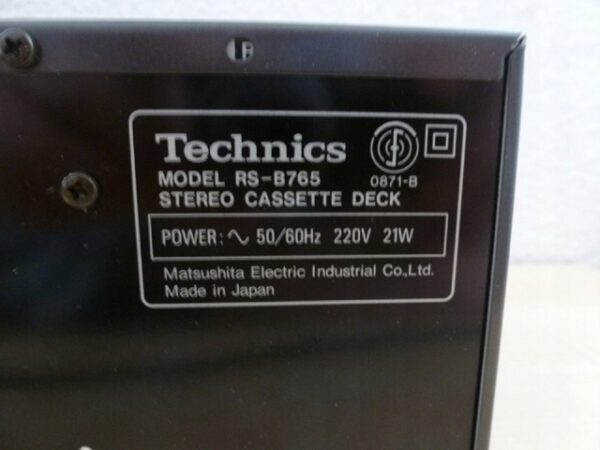 Technics
MODEL RS-B765
0871-B
STEREO CASSETTE DECK
POWER: ∿ 50/60Hz 220V 21W
Matsushita Electric Industrial Co.,Ltd.
Made in Japan